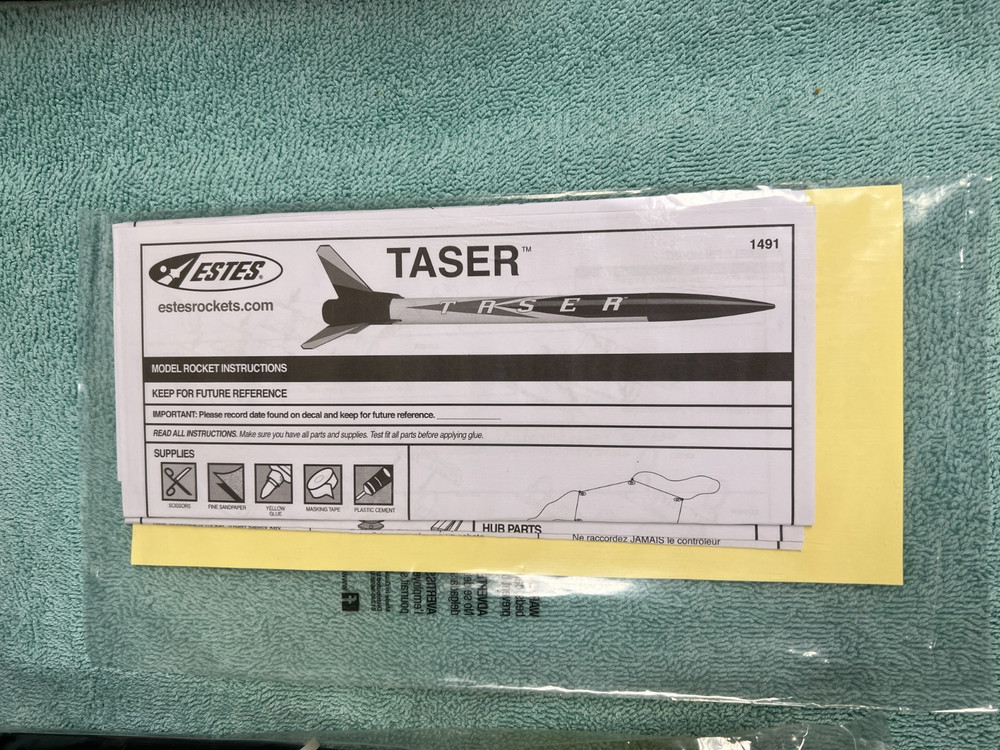 ESTES®
estesrockets.com
TASER™
1491
TASER
MODEL ROCKET INSTRUCTIONS
KEEP FOR FUTURE REFERENCE
IMPORTANT: Please record date found on decal and keep for future reference.
READ ALL INSTRUCTIONS. Make sure you have all parts and supplies. Test fit all parts before applying glue.
SUPPLIES
SCISSORS
FINE SANDPAPER
YELLOW
GLUE
MASKING TAPE
PLASTIC CEMENT
HUB PARTS
Ne raccordez JAMAIS le contrôleur